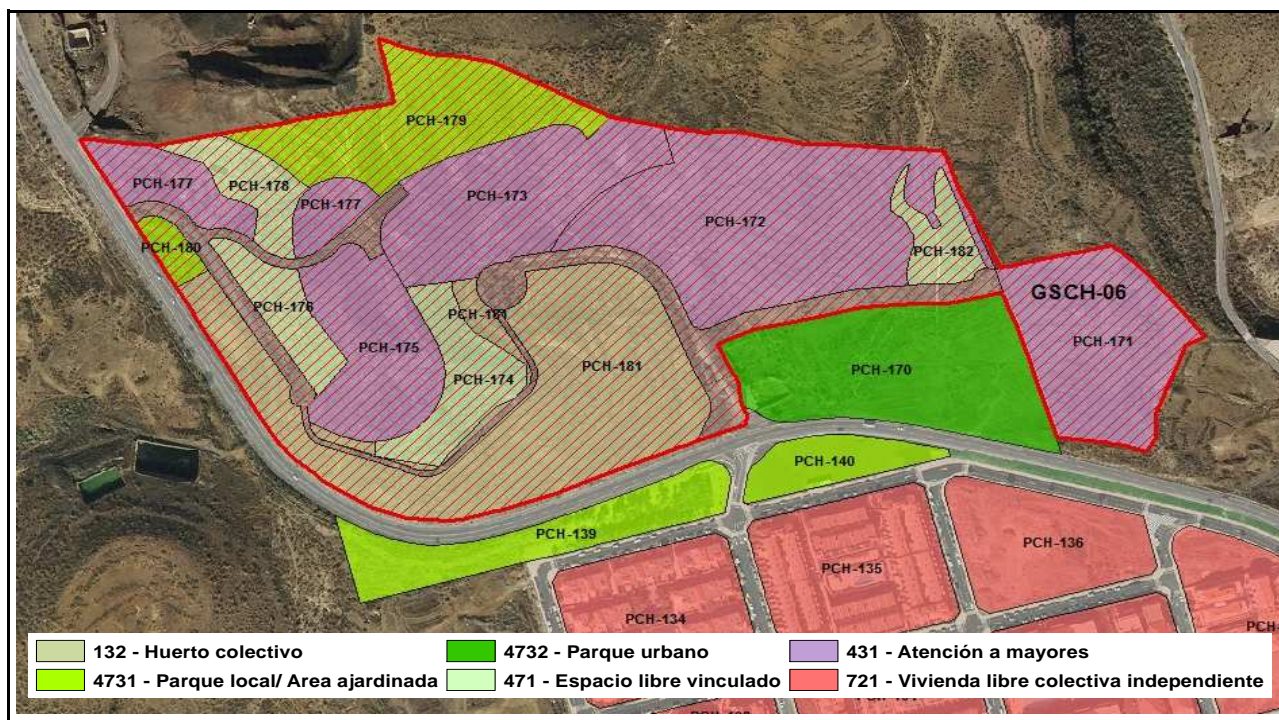 PCH-179
PCH-177
PCH-178
PCH-177
PCH-173
PCH-172
PCH-180
PCH-182
GSCH-06
PCH-176
PCH-181
PCH-171
PCH-175
PCH-174
PCH-181
PCH-170
PCH-140
PCH-139
PCH-136
PCH-135
PCH-134
132 - Huerto colectivo
4732 - Parque urbano
431 - Atención a mayores
4731 - Parque local/ Area ajardinada
471 - Espacio libre vinculado
721 - Vivienda libre colectiva independiente